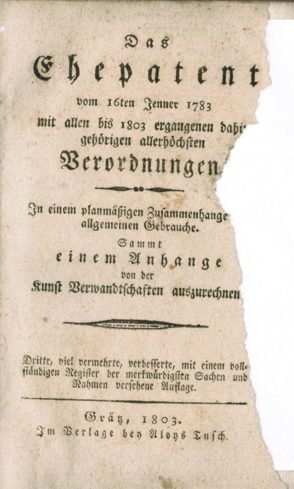 Das
Ehepatent
vom 16ten Jenner 1783
mit allen bis 1803 ergangenen dahi
gehörigen allerhöchsten
Verordnungen
In einem planmäßigen Zusammenhange
allgemeinen Gebrauche.
Sammt
einem Anhange
von der
Kunst Verwandtschaften auszurechnen
Dritte, viel vermehrte, verbesserte, mit einem voll-
ständigen Register der merkwürdigsten Sachen und
Nahmen versehene Auflage.
Grätz, 1803.
Im Verlage bey Aloys Tusch.